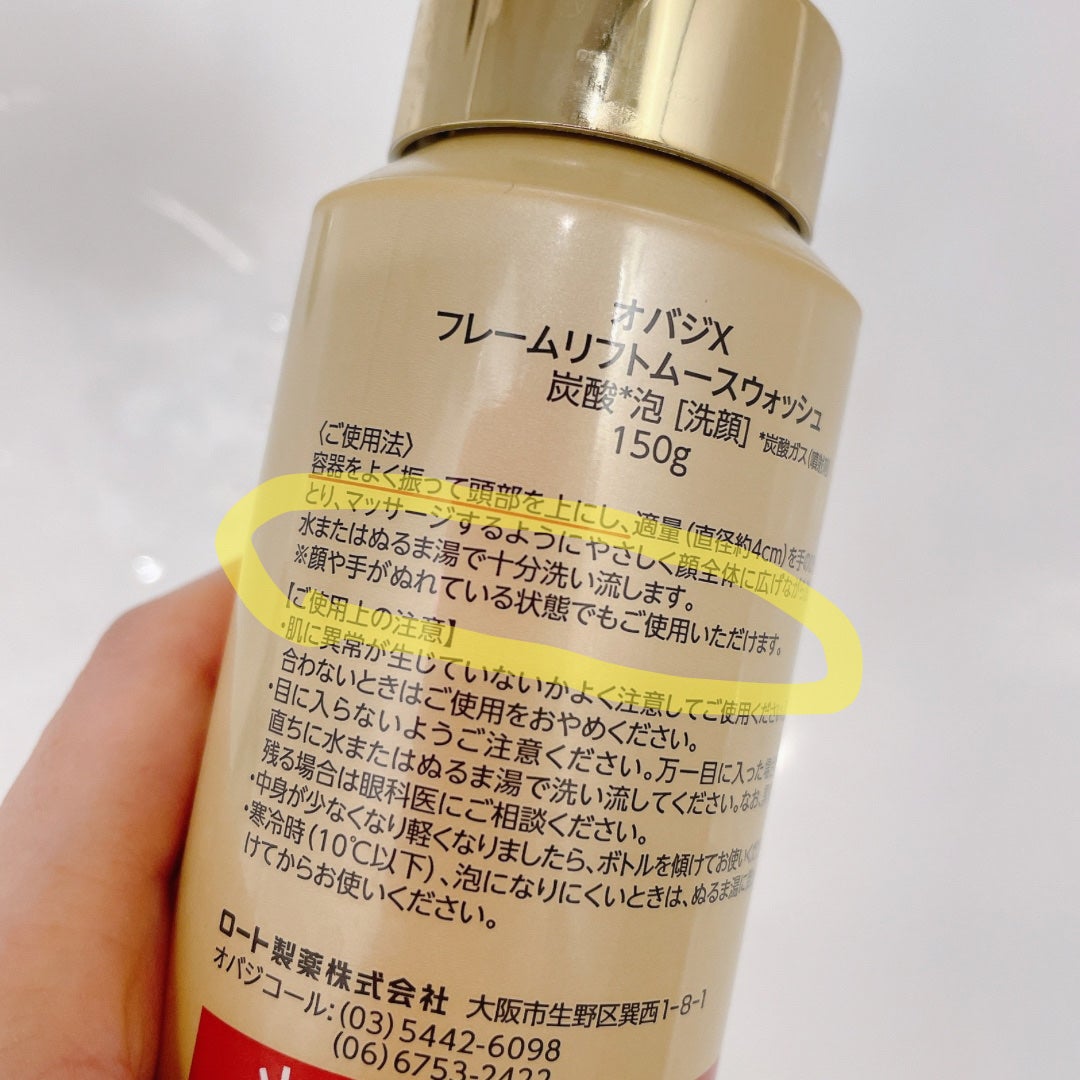 オバジX
フレームリフトムースウォッシュ
炭酸*泡 [洗顔] *炭酸ガス(噴射剤
150g
〈ご使用法〉
容器をよく振って頭部を上にし、適量(直径約4cm)を手の
とり、マッサージするようにやさしく顔全体に広げながら
水またはぬるま湯で十分洗い流します。
※顔や手がぬれている状態でもご使用いただけます。
【ご使用上の注意】
・肌に異常が生じていないかよく注意してご使用ください
合わないときはご使用をおやめください。
・目に入らないようご注意ください。万一目に入った場合
直ちに水またはぬるま湯で洗い流してください。なお、異
残る場合は眼科医にご相談ください。
・中身が少なくなり軽くなりましたら、ボトルを傾けてお使いくだ
・寒冷時(10℃以下)、泡になりにくいときは、ぬるま湯に
けてからお使いください。
ロート製薬株式会社 大阪市生野区巽西1-8-1
オバジコール:(03)5442-6098
(06)6753-2422